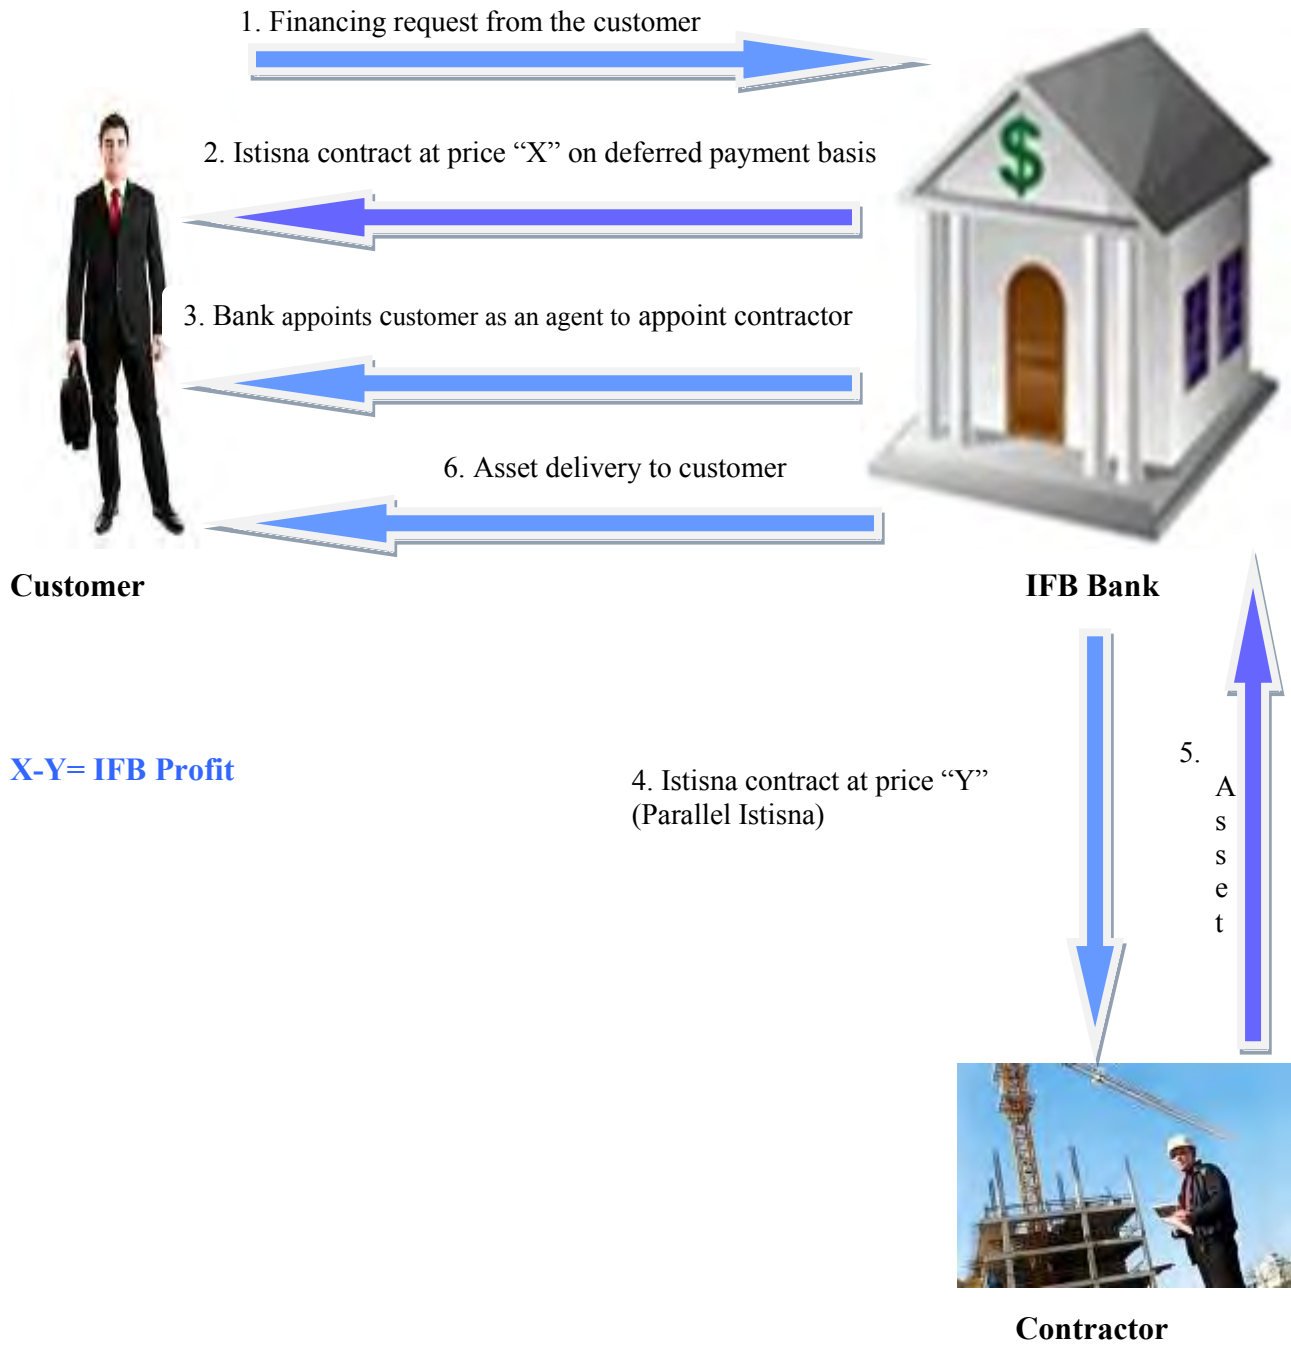 1. Financing request from the customer
$
2. Istisna contract at price “X” on deferred payment basis
3. Bank appoints customer as an agent to appoint contractor
6. Asset delivery to customer
Customer
IFB Bank
X-Y= IFB Profit
4. Istisna contract at price “Y”
(Parallel Istisna)
5.
A
s
s
e
t
Contractor